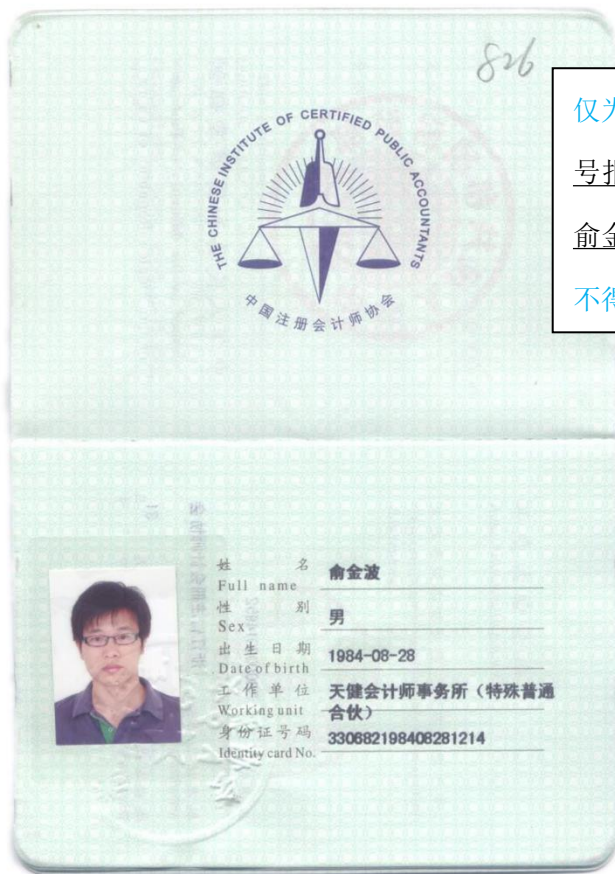 826
THE CHINESE INSTITUTE OF CERTIFIED PUBLIC ACCOUNTANTS
中国注册会计师协会
仅为
号报
俞金
不得
姓 名
Full name
俞金波
性 别
Sex
男
出 生 日 期
Date of birth
1984-08-28
工 作 单 位
Working unit
天健会计师事务所（特殊普通
合伙）
身 份 证 号 码
Identity card No.
330682198408281214